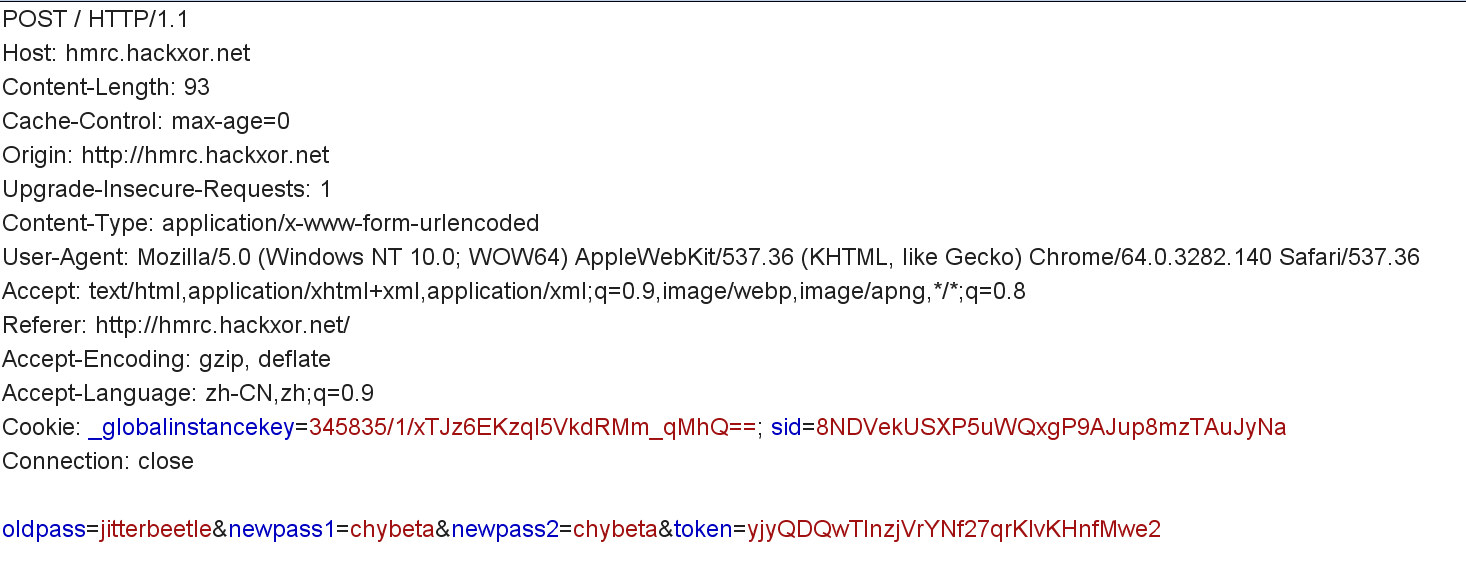 POST / HTTP/1.1
Host: hmrc.hackxor.net
Content-Length: 93
Cache-Control: max-age=0
Origin: http://hmrc.hackxor.net
Upgrade-Insecure-Requests: 1
Content-Type: application/x-www-form-urlencoded
User-Agent: Mozilla/5.0 (Windows NT 10.0; WOW64) AppleWebKit/537.36 (KHTML, like Gecko) Chrome/64.0.3282.140 Safari/537.36
Accept: text/html,application/xhtml+xml,application/xml;q=0.9,image/webp,image/apng,*/*;q=0.8
Referer: http://hmrc.hackxor.net/
Accept-Encoding: gzip, deflate
Accept-Language: zh-CN,zh;q=0.9
Cookie: _globalinstancekey=345835/1/xTJz6EKzqI5VkdRMm_qMhQ==; sid=8NDVekUSXP5uWQxgP9AJup8mzTAuJyNa
Connection: close
oldpass=jitterbeetle&newpass1=chybeta&newpass2=chybeta&token=yjyQDQwTlnzjVrYNf27qrKlvKHnfMwe2